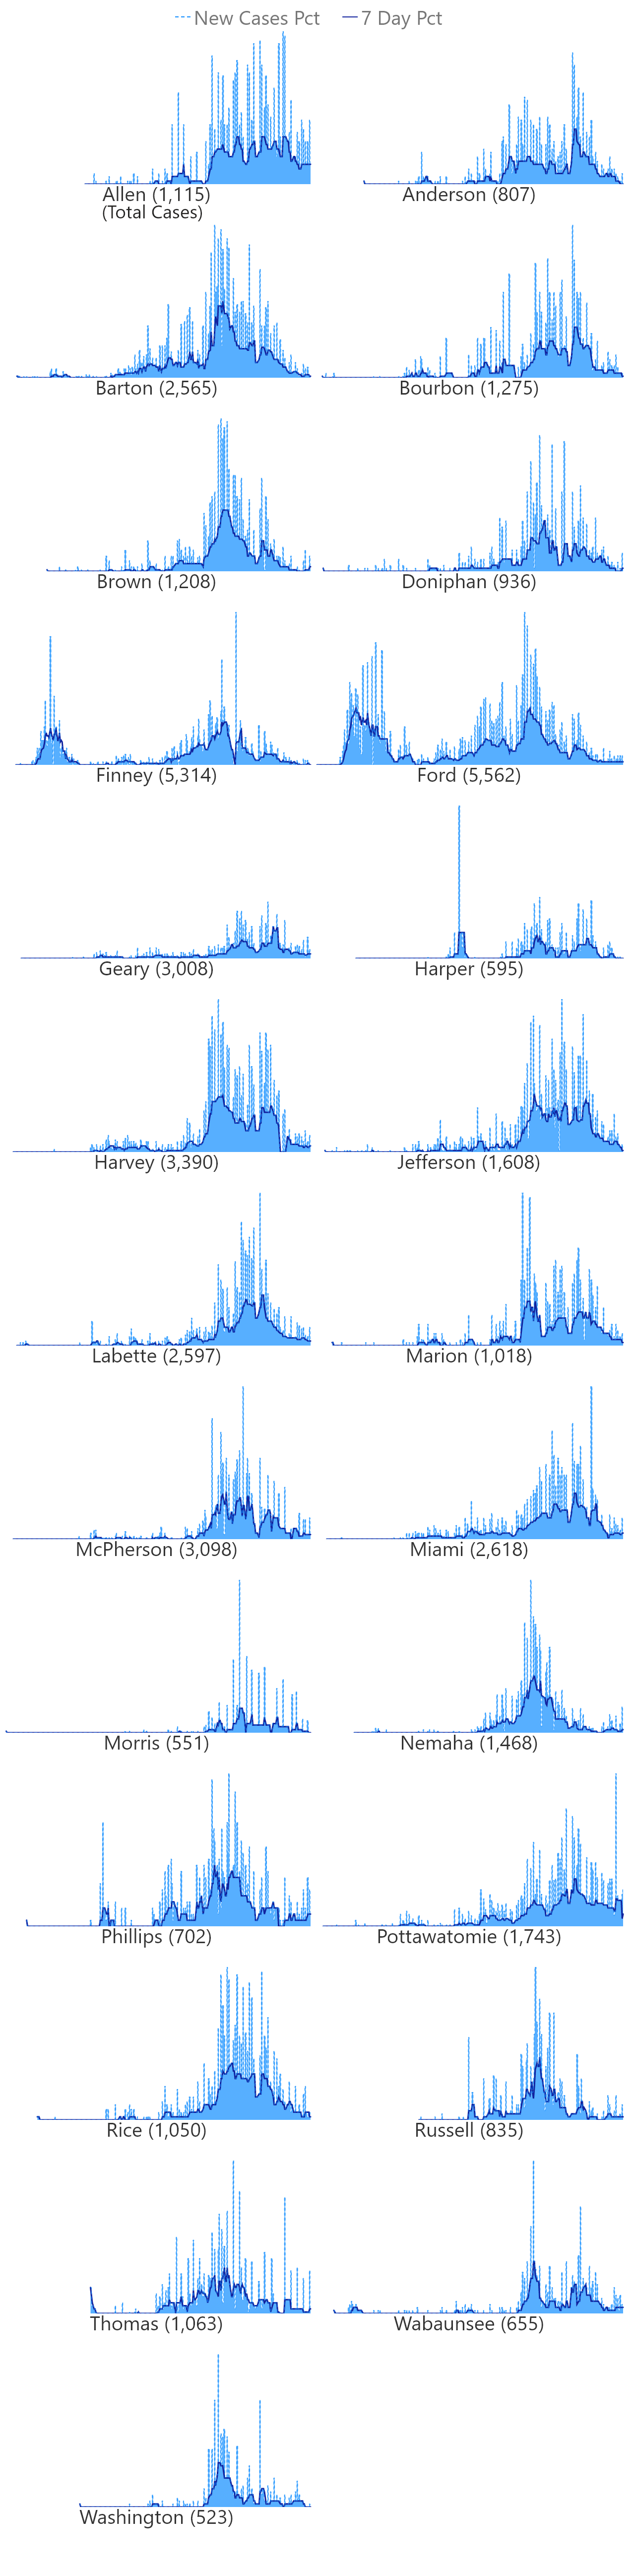 New Cases Pct 7 Day Pct
Allen (1,115) Anderson (807)
(Total Cases)
Barton (2,565) Bourbon (1,275)
Brown (1,208) Doniphan (936)
Finney (5,314) Ford (5,562)
Geary (3,008) Harper (595)
Harvey (3,390) Jefferson (1,608)
Labette (2,597) Marion (1,018)
McPherson (3,098) Miami (2,618)
Morris (551) Nemaha (1,468)
Phillips (702) Pottawatomie (1,743)
Rice (1,050) Russell (835)
Thomas (1,063) Wabaunsee (655)
Washington (523)